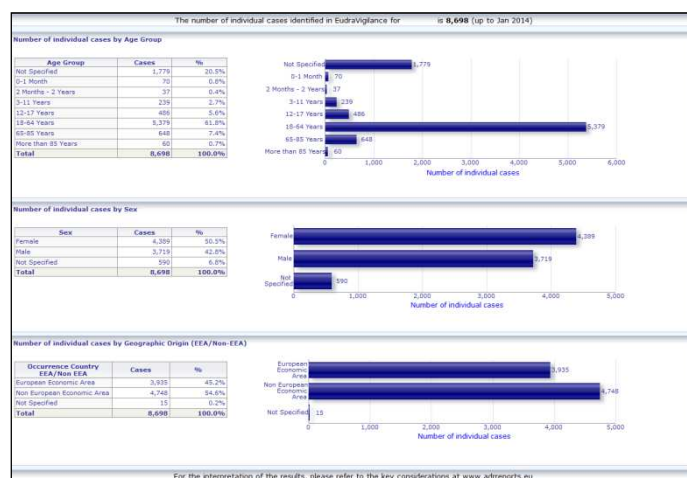 The number of individual cases identified in EudraVigilance for is 8,698 (up to Jan 2014)
Number of individual cases by Age Group
Age Group Cases %
Not Specified 1,779 20.5%
0-1 Month 70 0.8%
2 Months - 2 Years 37 0.4%
3-11 Years 239 2.7%
12-17 Years 486 5.6%
18-64 Years 5,379 61.8%
65-85 Years 648 7.4%
More than 85 Years 60 0.7%
Total 8,698 100.0%
Not Specified 1,779
0-1 Month 70
2 Months - 2 Years 37
3-11 Years 239
12-17 Years 486
18-64 Years 5,379
65-85 Years 648
More than 85 Years 60
0 1,000 2,000 3,000 4,000 5,000 6,000
Number of individual cases
Number of individual cases by Sex
Sex Cases %
Female 4,389 50.5%
Male 3,719 42.8%
Not Specified 590 6.8%
Total 8,698 100.0%
Female 4,389
Male 3,719
Not
Specified 590
0 1,000 2,000 3,000 4,000 5,000
Number of individual cases
Number of individual cases by Geographic Origin (EEA/Non-EEA)
Occurrence Country
EEA/Non EEA Cases %
European Economic Area 3,935 45.2%
Non European Economic Area 4,748 54.6%
Not Specified 15 0.2%
Total 8,698 100.0%
European
Economic
Area 3,935
Non European
Economic
Area 4,748
Not Specified 15
0 1,000 2,000 3,000 4,000 5,000
Number of individual cases
For the interpretation of the results, please refer to the key considerations at www.adrreports.eu